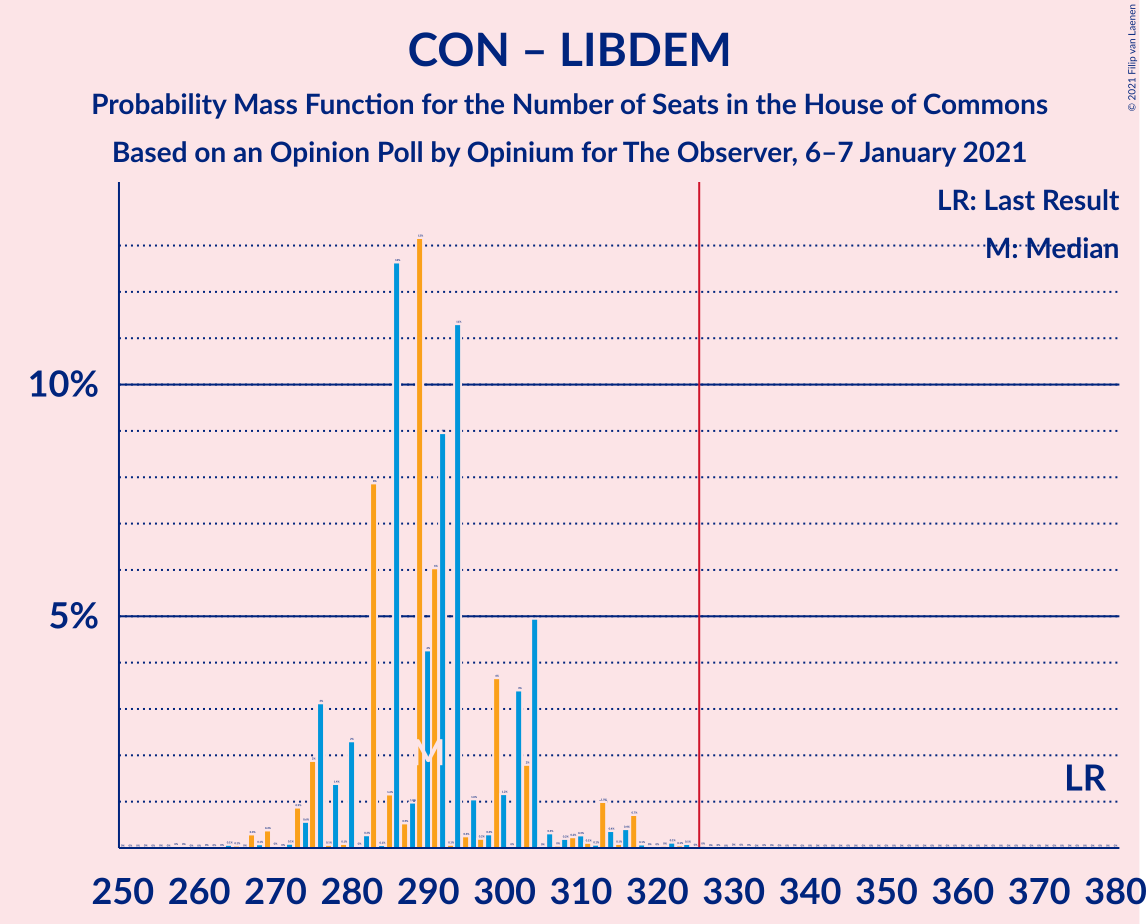 CON – LIBDEM
Probability Mass Function for the Number of Seats in the House of Commons
Based on an Opinion Poll by Opinium for The Observer, 6–7 January 2021
© 2021 Filip van Laenen
LR: Last Result
M: Median
10%
5%
M
LR
250 260 270 280 290 300 310 320 330 340 350 360 370 380